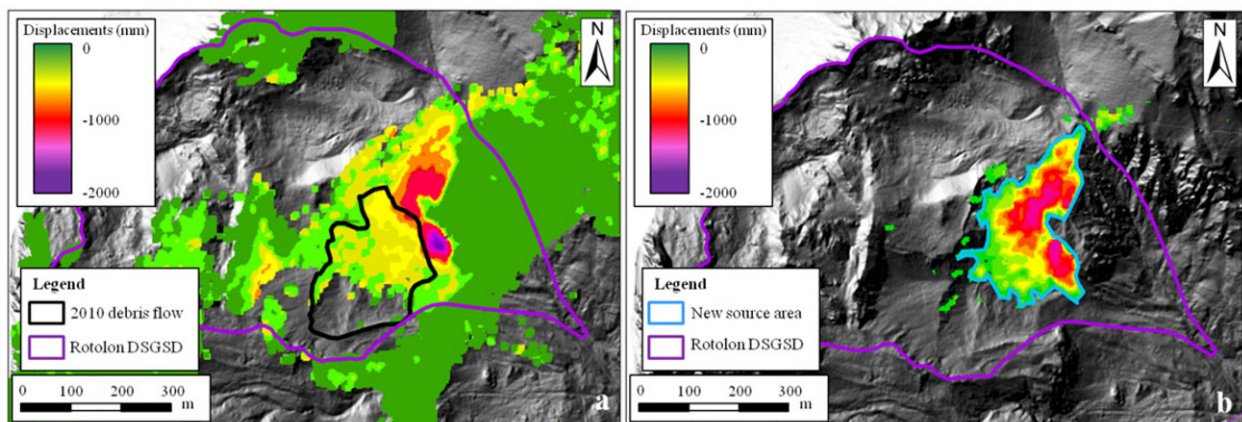 Displacements (mm)
0
-1000
-2000
N
Legend
2010 debris flow
Rotolon DSGSD
0 100 200 300
m
a
Displacements (mm)
0
-1000
-2000
N
Legend
New source area
Rotolon DSGSD
0 100 200 300
m
b